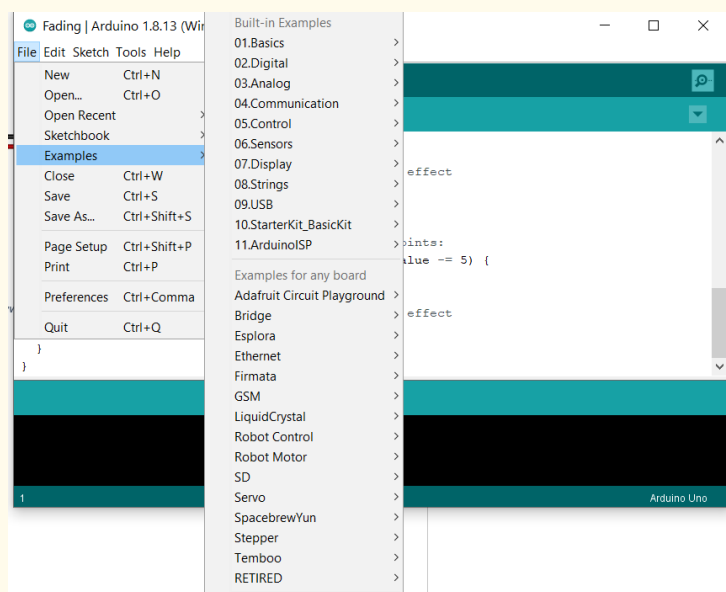 Fading | Arduino 1.8.13 (Wir
File Edit Sketch Tools Help
New Ctrl+N
Open... Ctrl+O
Open Recent
Sketchbook
Examples
Close Ctrl+W
Save Ctrl+S
Save As... Ctrl+Shift+S
Page Setup Ctrl+Shift+P
Print Ctrl+P
Preferences Ctrl+Comma
Quit Ctrl+Q
}
}
1
Built-in Examples
01.Basics
02.Digital
03.Analog
04.Communication
05.Control
06.Sensors
07.Display
08.Strings
09.USB
10.StarterKit_BasicKit
11.ArduinoISP
Examples for any board
Adafruit Circuit Playground
Bridge
Esplora
Ethernet
Firmata
GSM
LiquidCrystal
Robot Control
Robot Motor
SD
Servo
SpacebrewYun
Stepper
Temboo
RETIRED
effect
oints:
alue -= 5) {
effect
Arduino Uno